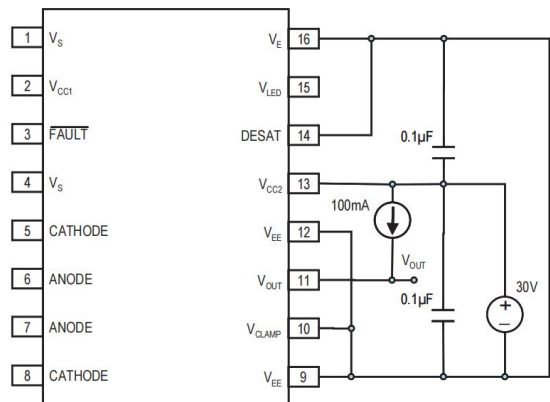 1 V_S V_E 16
2 V_CC1 V_LED 15
3 FAULT DESAT 14
0.1µF
4 V_S V_CC2 13
100mA
5 CATHODE V_EE 12
6 ANODE V_OUT 11 V_OUT
0.1µF 30V
7 ANODE V_CLAMP 10
8 CATHODE V_EE 9